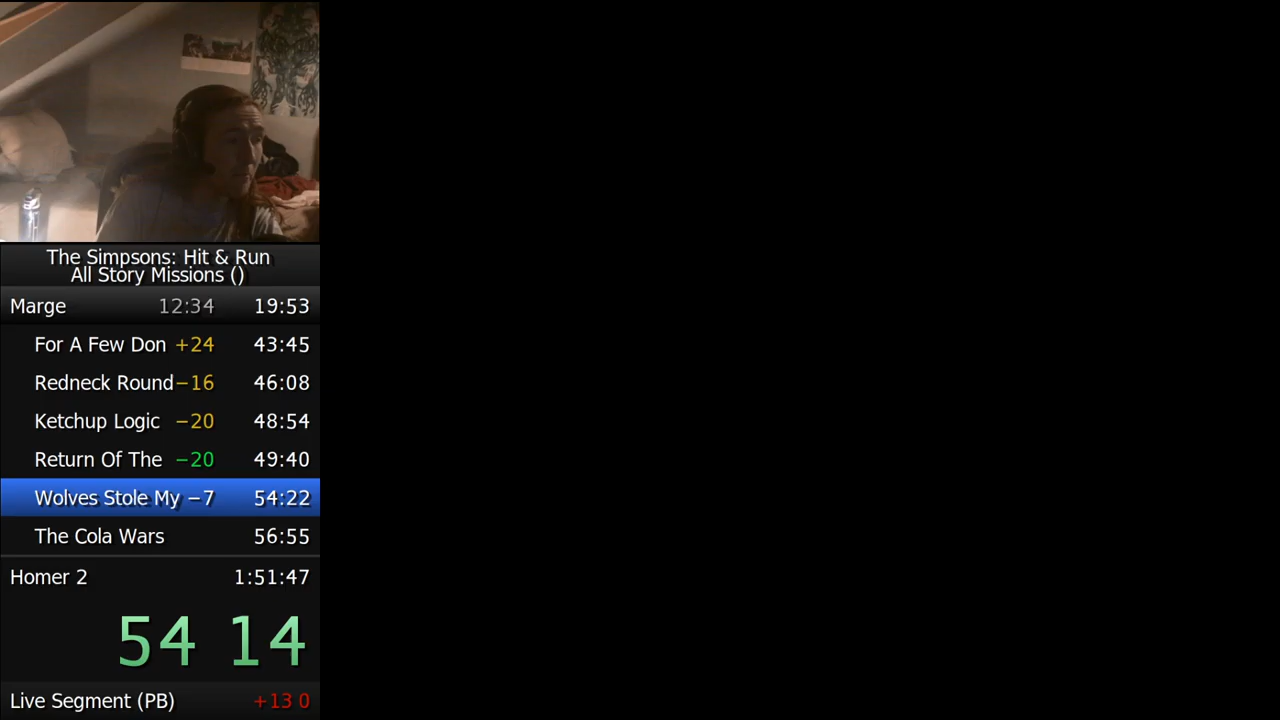 The Simpsons: Hit & Run
All Story Missions ()
Marge 12:34 19:53
For A Few Don +24 43:45
Redneck Round −16 46:08
Ketchup Logic −20 48:54
Return Of The −20 49:40
Wolves Stole My −7 54:22
The Cola Wars 56:55
Homer 2 1:51:47
54 14
Live Segment (PB) +13 0